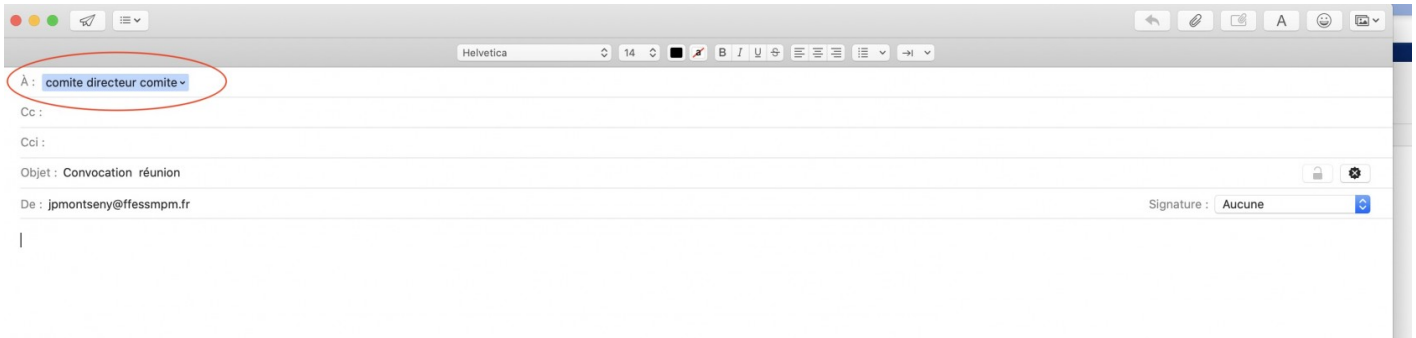 Helvetica 14 a B I U S
À : comite directeur comite
Cc :
Cci :
Objet : Convocation réunion
De : jpmontseny@ffessmpm.fr Signature : Aucune